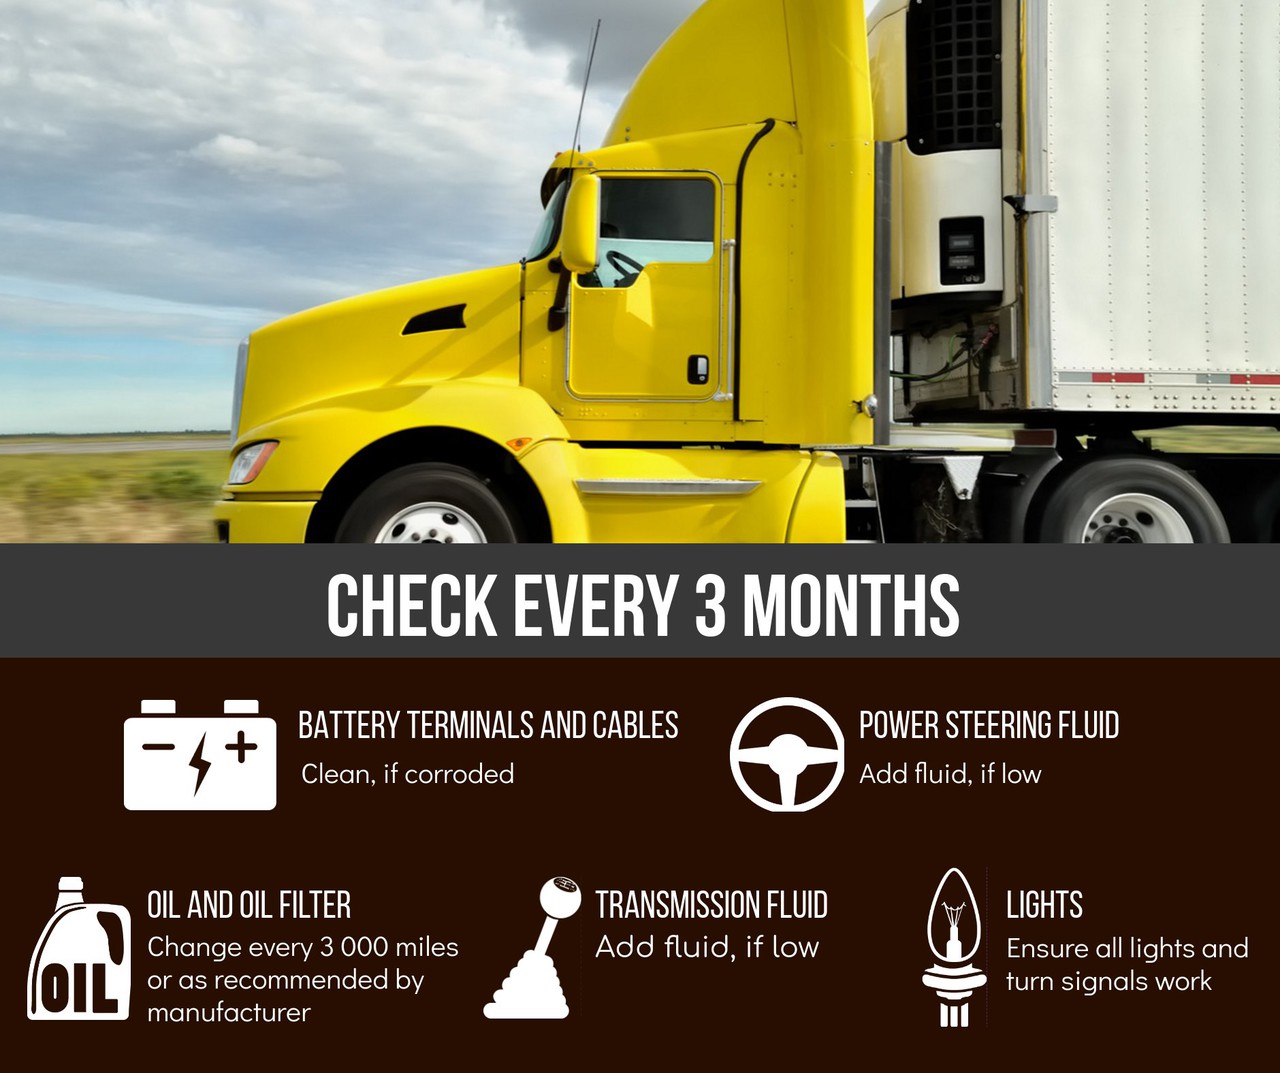 CHECK EVERY 3 MONTHS
BATTERY TERMINALS AND CABLES
Clean, if corroded
POWER STEERING FLUID
Add fluid, if low
OIL
OIL AND OIL FILTER
Change every 3 000 miles
or as recommended by
manufacturer
TRANSMISSION FLUID
Add fluid, if low
LIGHTS
Ensure all lights and
turn signals work